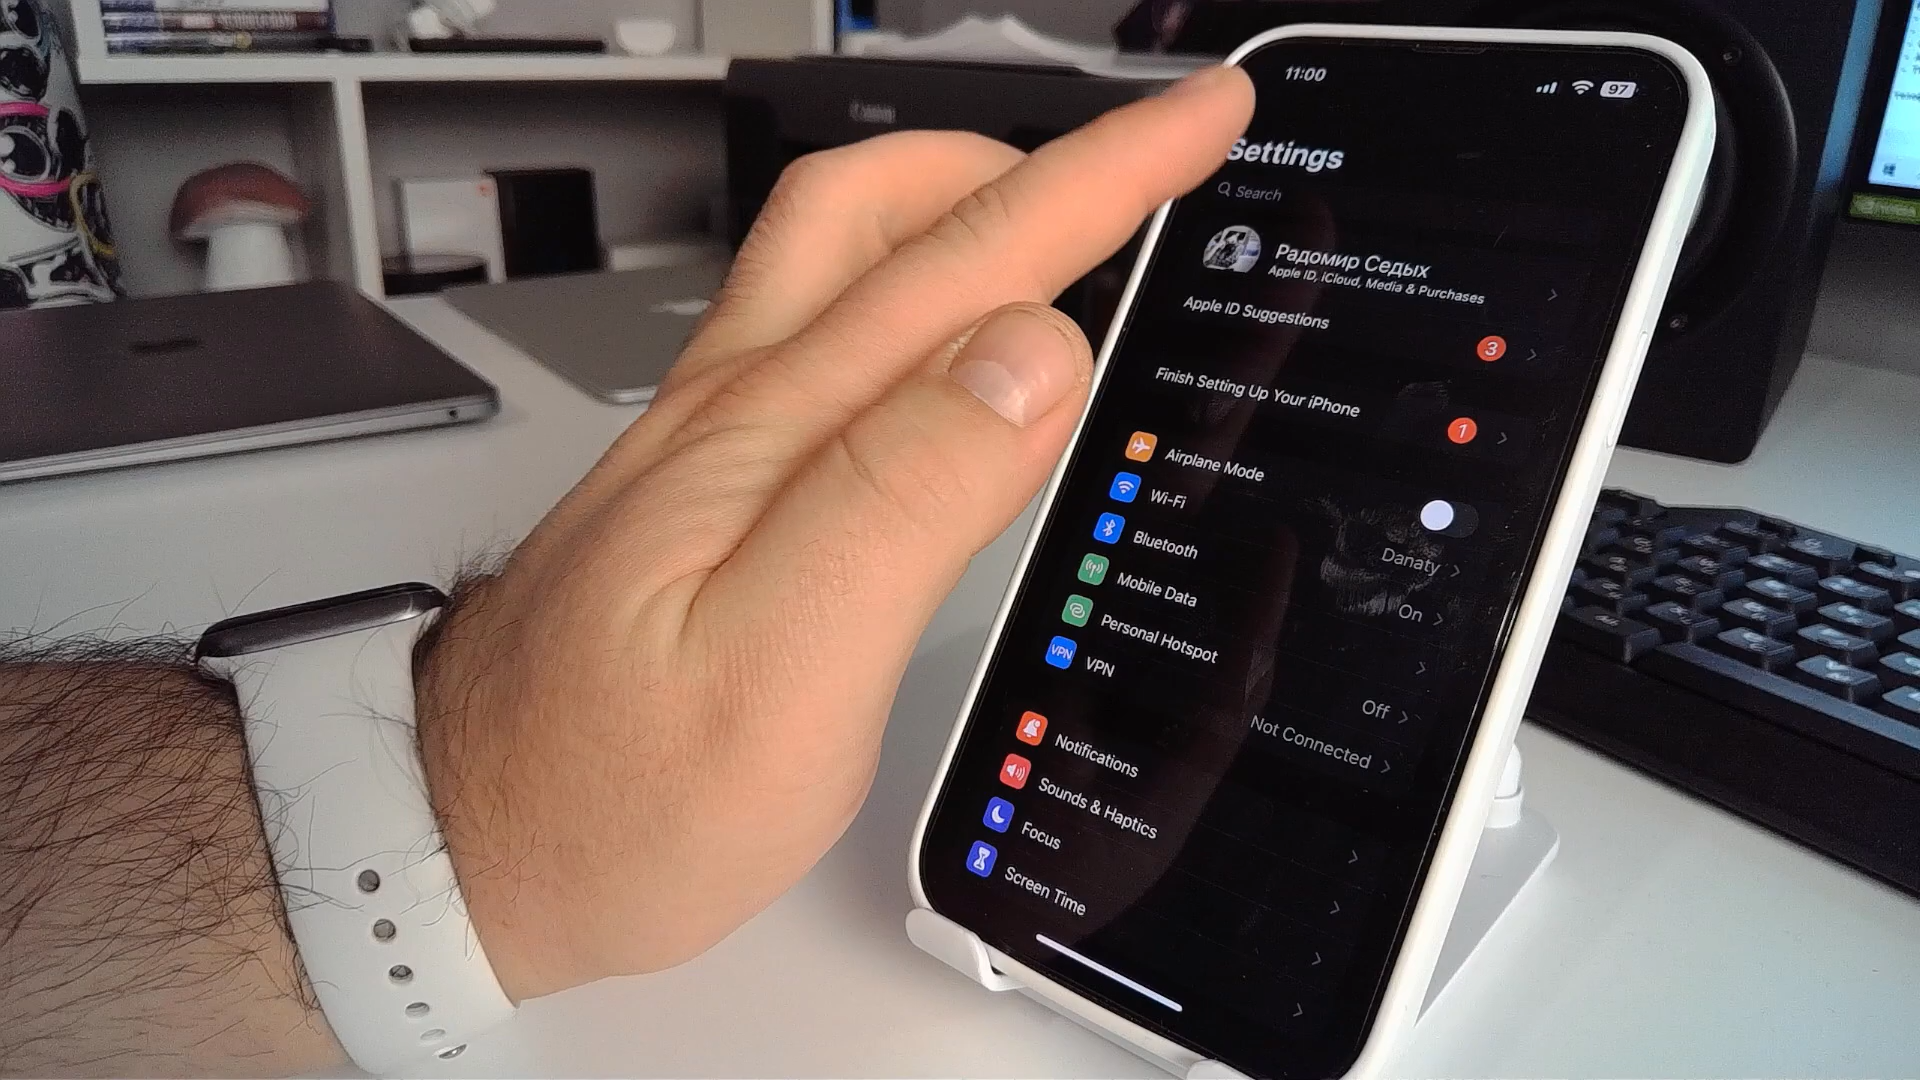 Canon
11:00
97
Settings
Search
Радомир Седых
Apple ID, iCloud, Media & Purchases
Apple ID Suggestions
3
Finish Setting Up Your iPhone
1
Airplane Mode
Wi-Fi
Danaty
Bluetooth
On
Mobile Data
Personal Hotspot
Off
VPN
VPN
Not Connected
Notifications
Sounds & Haptics
Focus
Screen Time